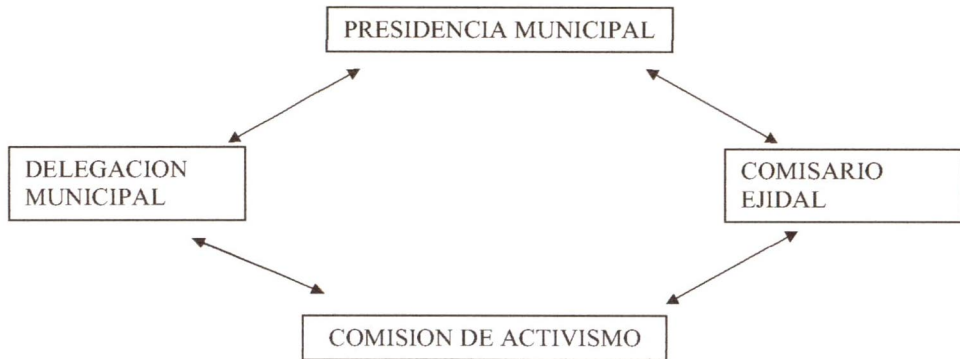 PRESIDENCIA MUNICIPAL
DELEGACION
MUNICIPAL
COMISARIO
EJIDAL
COMISION DE ACTIVISMO